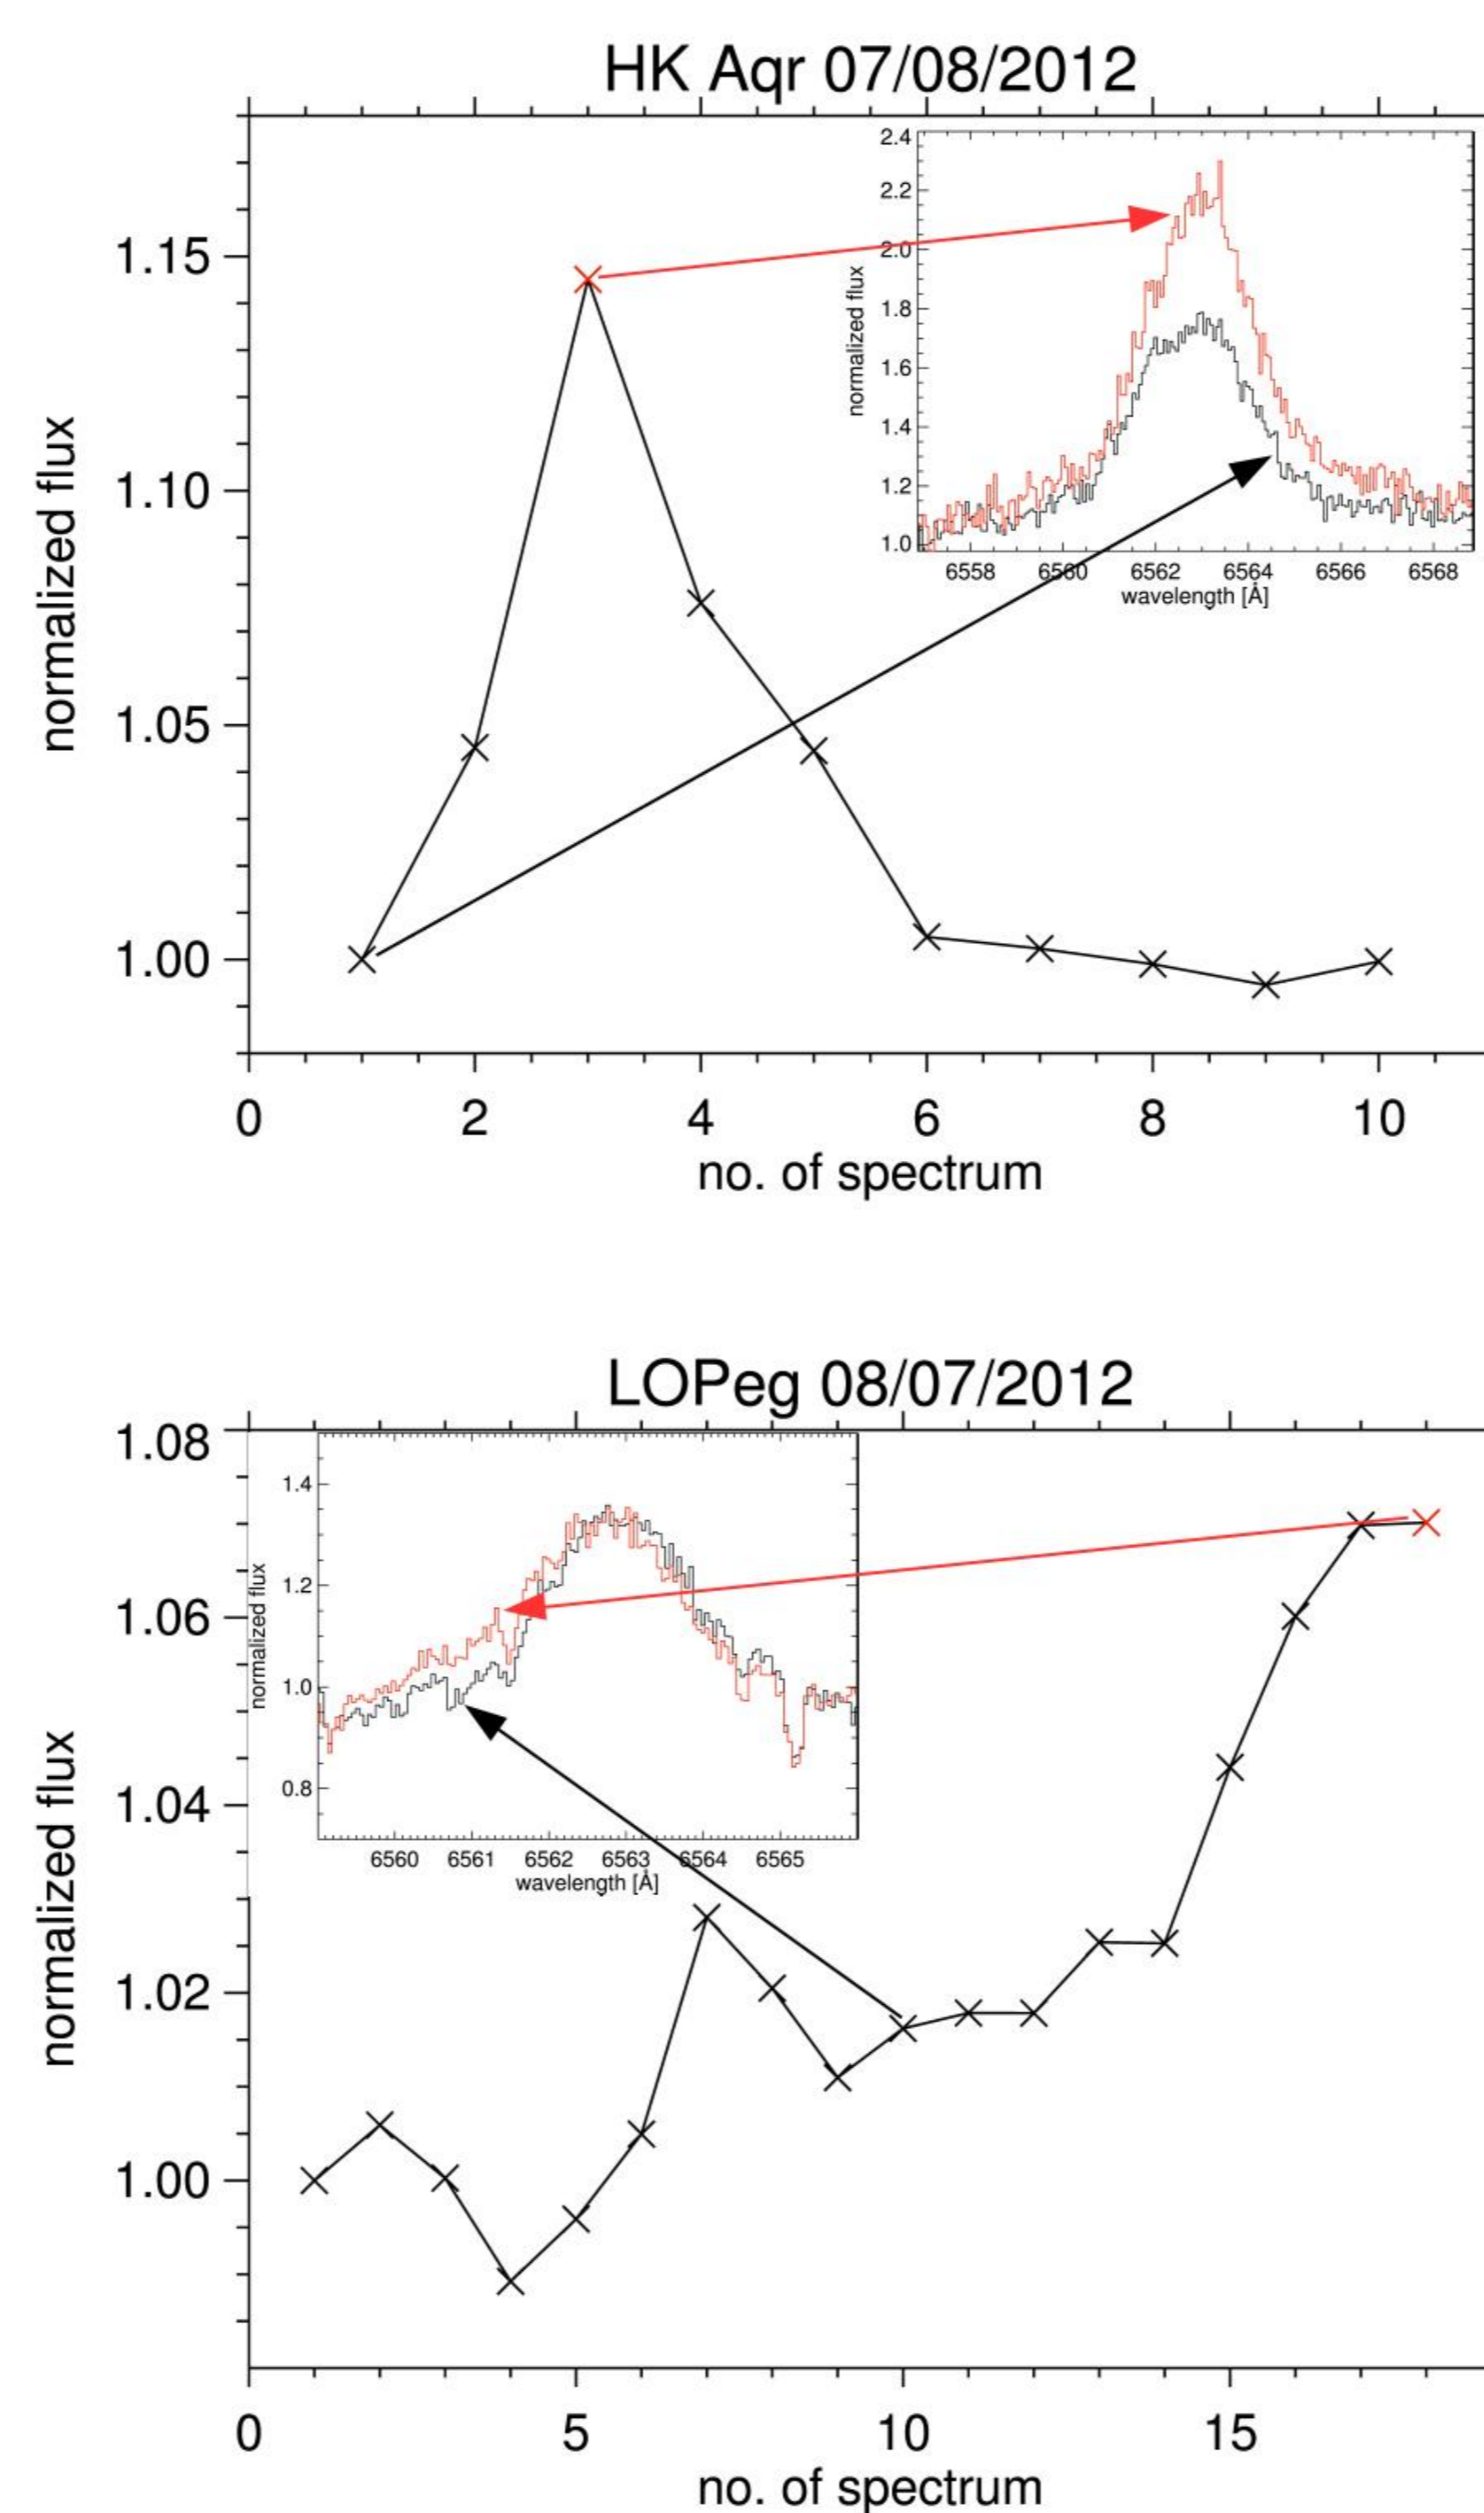 HK Aqr 07/08/2012
normalized flux
1.15
1.10
1.05
1.00
0 2 4 6 8 10
no. of spectrum
normalized flux
2.4
2.2
2.0
1.8
1.6
1.4
1.2
1.0
6558 6560 6562 6564 6566 6568
wavelength [Å]
LOPeg 08/07/2012
normalized flux
1.08
1.06
1.04
1.02
1.00
0 5 10 15
no. of spectrum
normalized flux
1.4
1.2
1.0
0.8
6560 6561 6562 6563 6564 6565
wavelength [Å]